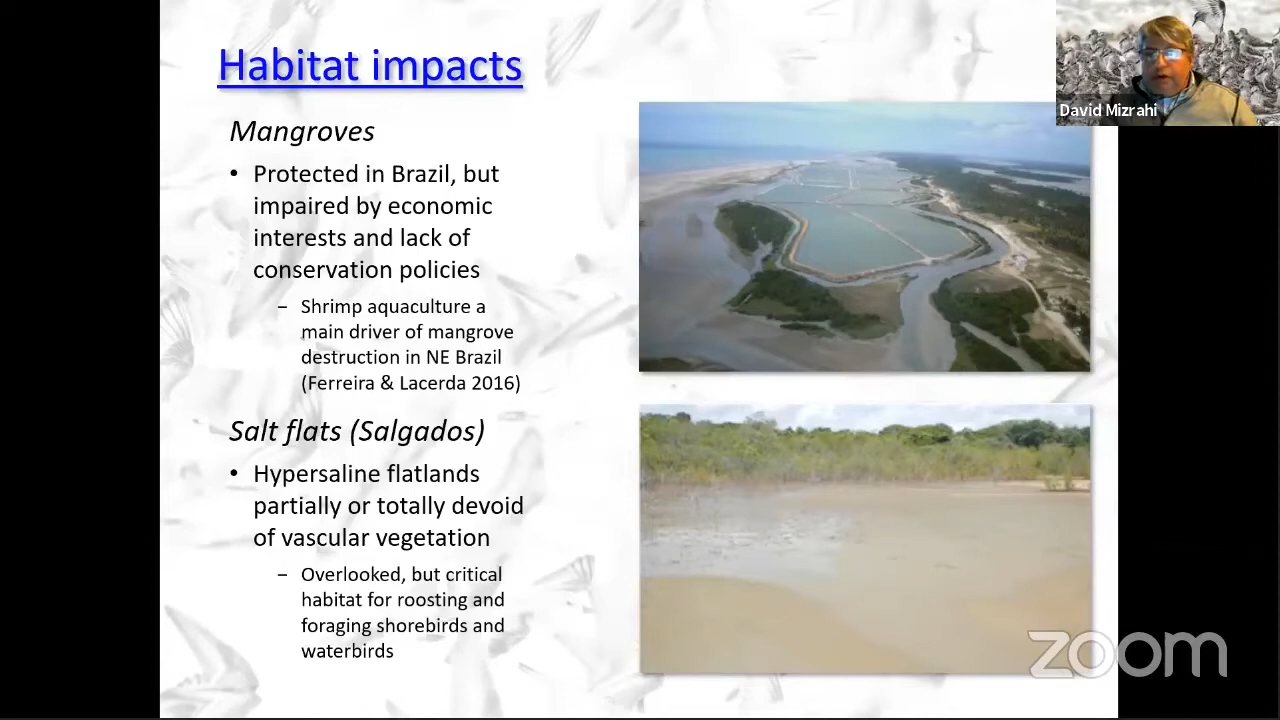 Habitat impacts
David Mizrahi
Mangroves
• Protected in Brazil, but
impaired by economic
interests and lack of
conservation policies
– Shrimp aquaculture a
main driver of mangrove
destruction in NE Brazil
(Ferreira & Lacerda 2016)
Salt flats (Salgados)
• Hypersaline flatlands
partially or totally devoid
of vascular vegetation
– Overlooked, but critical
habitat for roosting and
foraging shorebirds and
waterbirds
zoom